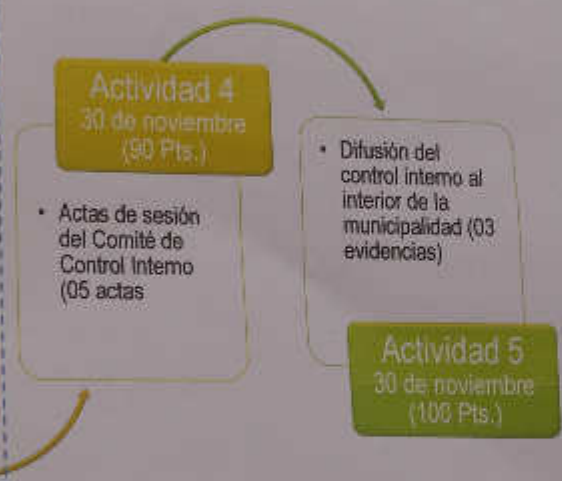 Actividad 4
30 de noviembre
(90 Pts.)
• Actas de sesión
del Comité de
Control Interno
(05 actas
• Difusión del
control interno al
interior de la
municipalidad (03
evidencias)
Actividad 5
30 de noviembre
(100 Pts.)